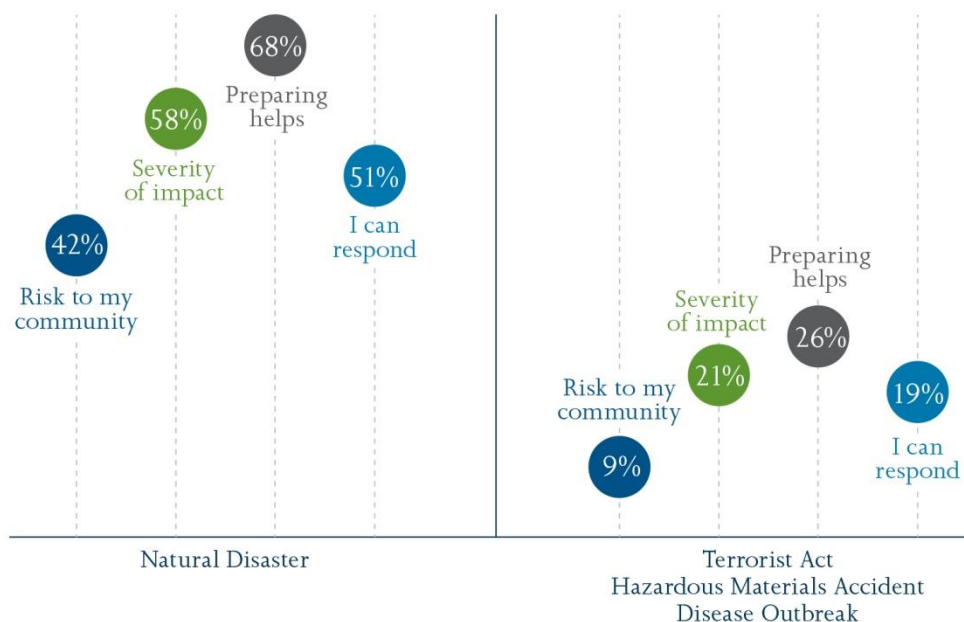 68%
Preparing
helps
58%
Severity
of impact
51%
I can
respond
42%
Risk to my
community
Natural Disaster
Preparing
helps
26%
Severity
of impact
21%
Risk to my
community
9%
19%
I can
respond
Terrorist Act
Hazardous Materials Accident
Disease Outbreak